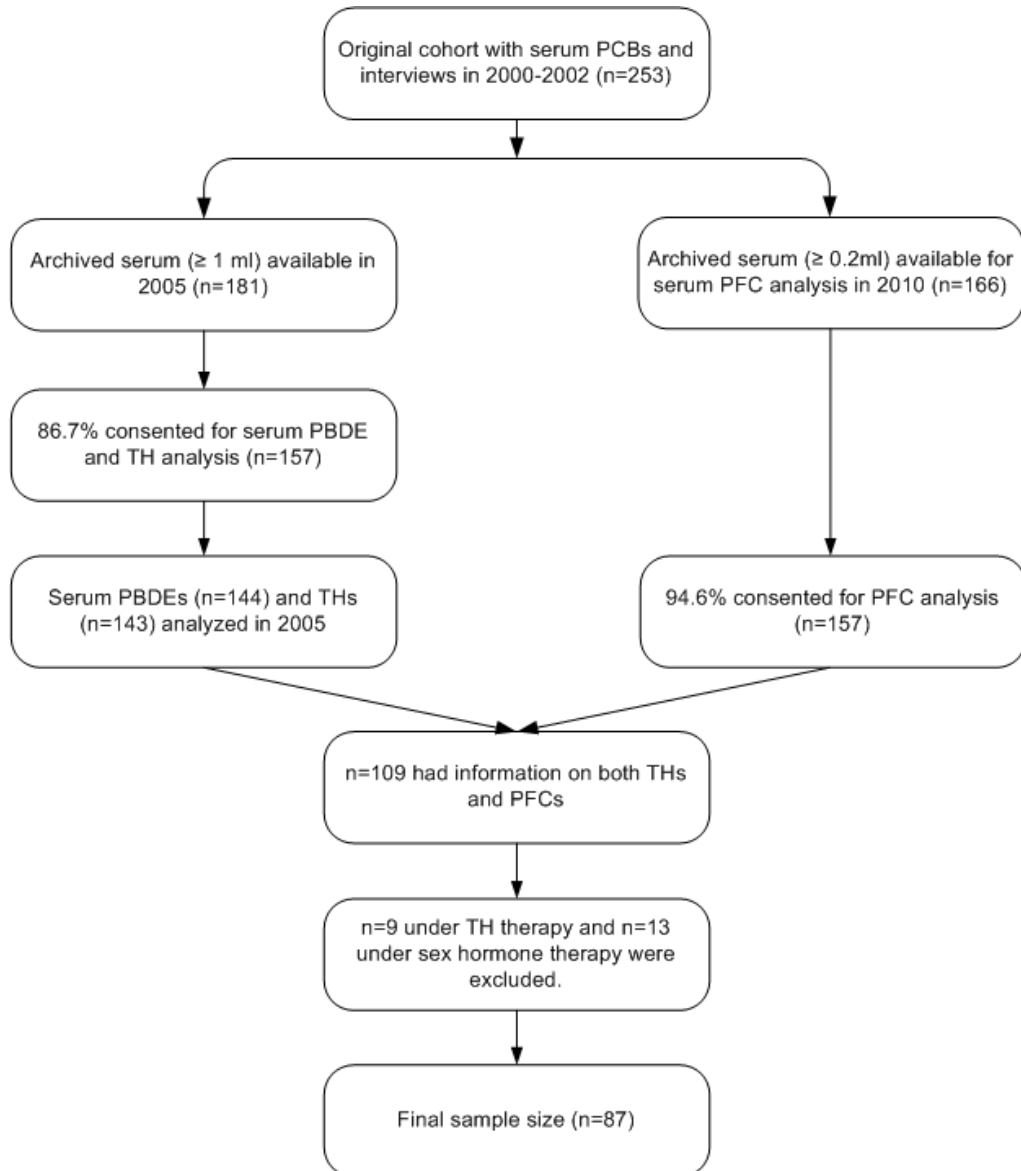 Original cohort with serum PCBs and
interviews in 2000-2002 (n=253)
Archived serum (≥ 1 ml) available in
2005 (n=181)
Archived serum (≥ 0.2ml) available for
serum PFC analysis in 2010 (n=166)
86.7% consented for serum PBDE
and TH analysis (n=157)
Serum PBDEs (n=144) and THs
(n=143) analyzed in 2005
94.6% consented for PFC analysis
(n=157)
n=109 had information on both THs
and PFCs
n=9 under TH therapy and n=13
under sex hormone therapy were
excluded.
Final sample size (n=87)